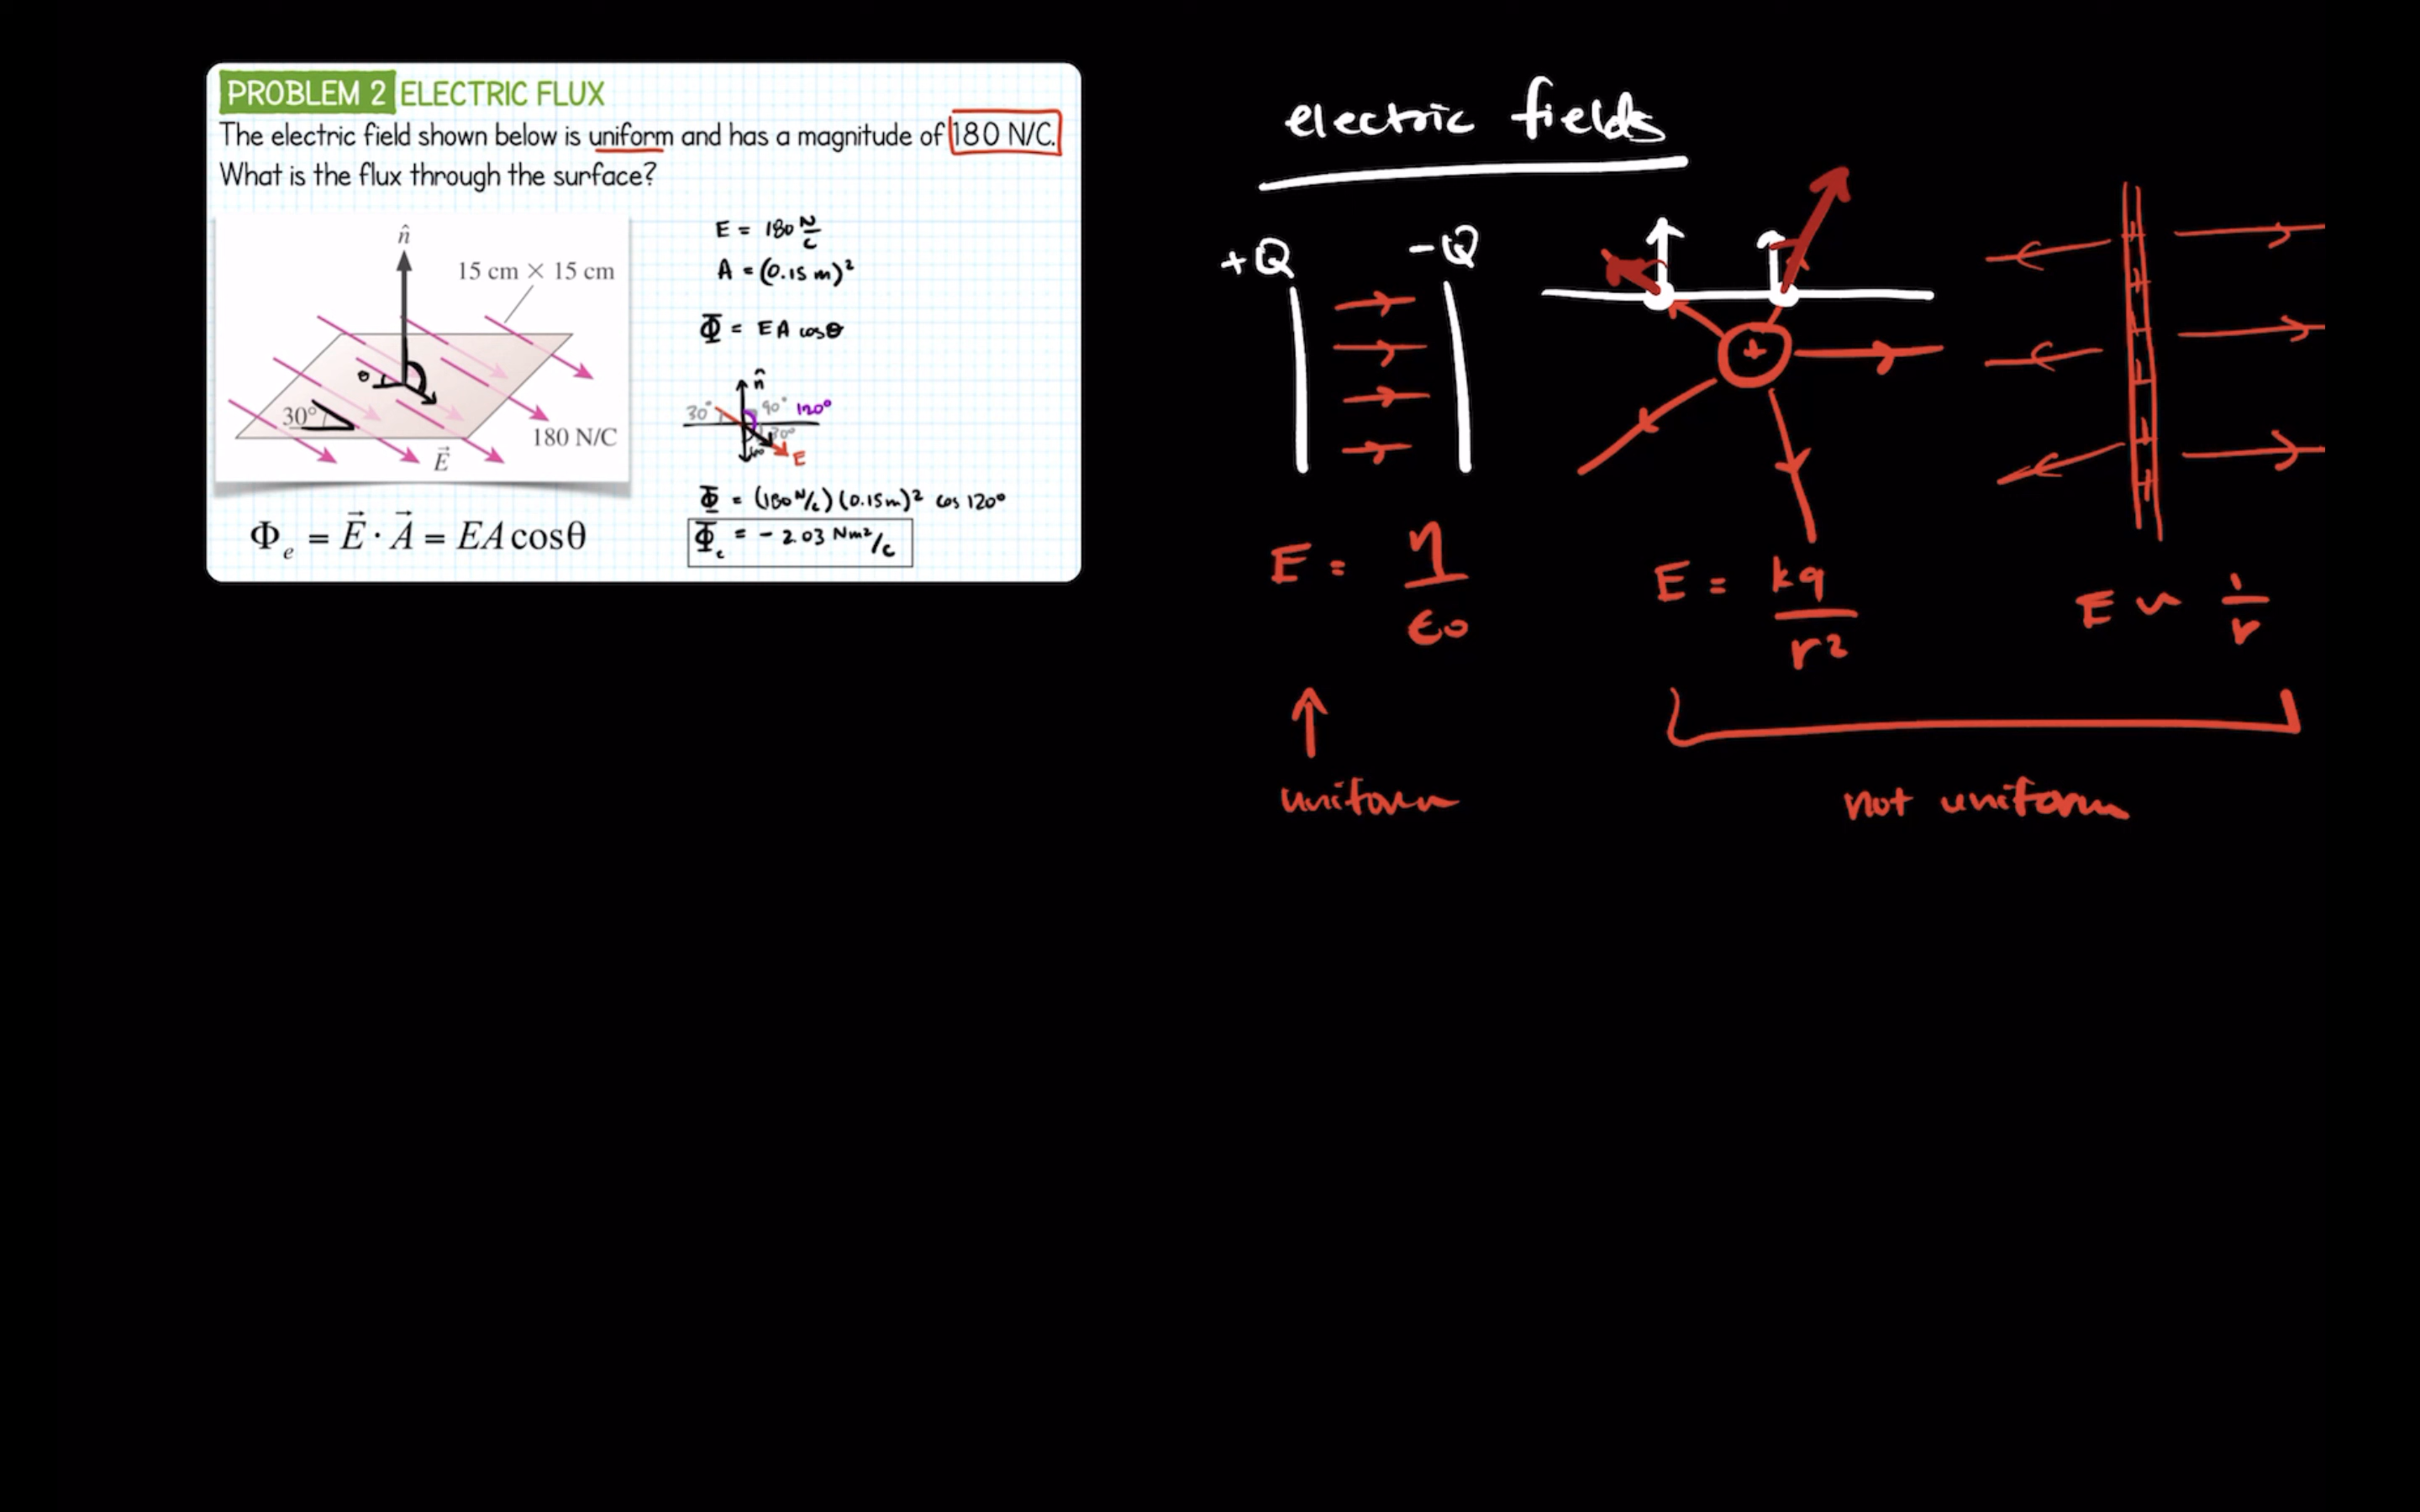 PROBLEM 2 ELECTRIC FLUX
The electric field shown below is uniform and has a magnitude of 180 N/C.
What is the flux through the surface?
n̂
15 cm × 15 cm
θ
30°
180 N/C
E⃗
Φe = E⃗ · A⃗ = EA cosθ
E = 180 N/C
A = (0.15 m)²
Φ = E A cosθ
n̂
30° 90° 120°
30°
60°
E
Φ = (180 N/C)(0.15m)² cos 120°
Φe = - 2.03 Nm²/C
electric fields
+Q -Q
+
+
+
+
+
+
+
E = η/ε0
E = kq/r²
E ~ 1/r
uniform
not uniform